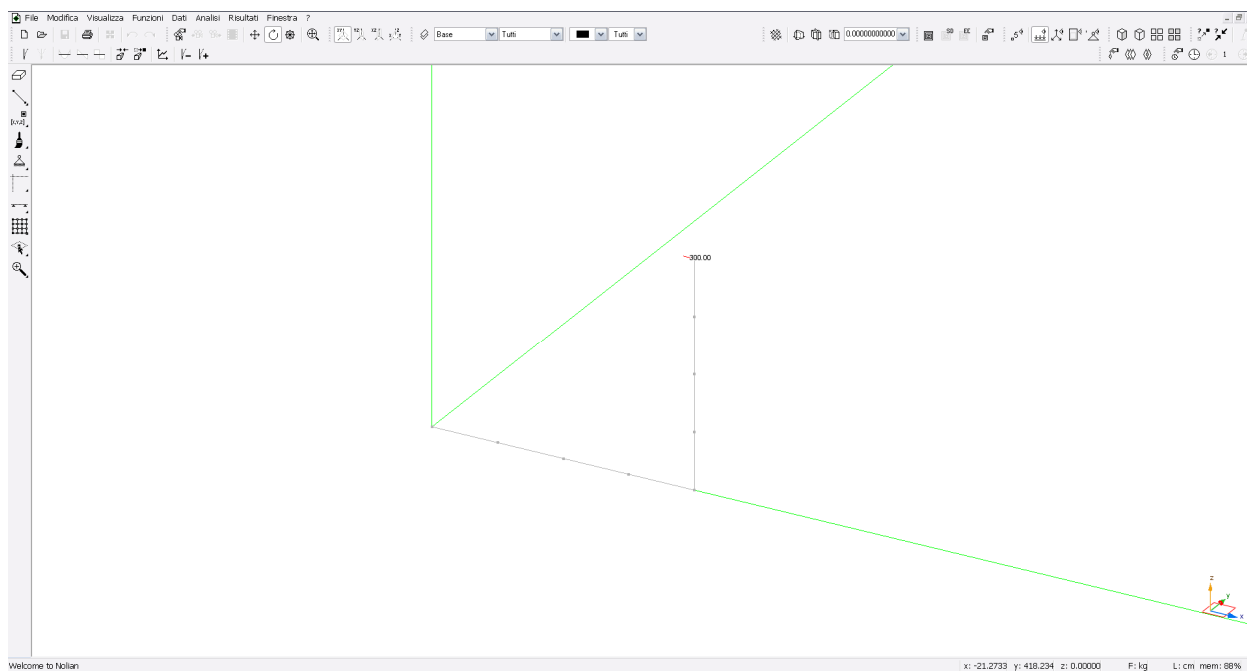 File Modifica Visualizza Funzioni Dati Analisi Risultati Finestra ?
Base Tutti Tutti 0.00000000000
1
-300.00
z
y
x
Welcome to Nolian x: -21.2733 y: 418.234 z: 0.00000 F: kg L: cm mem: 88%